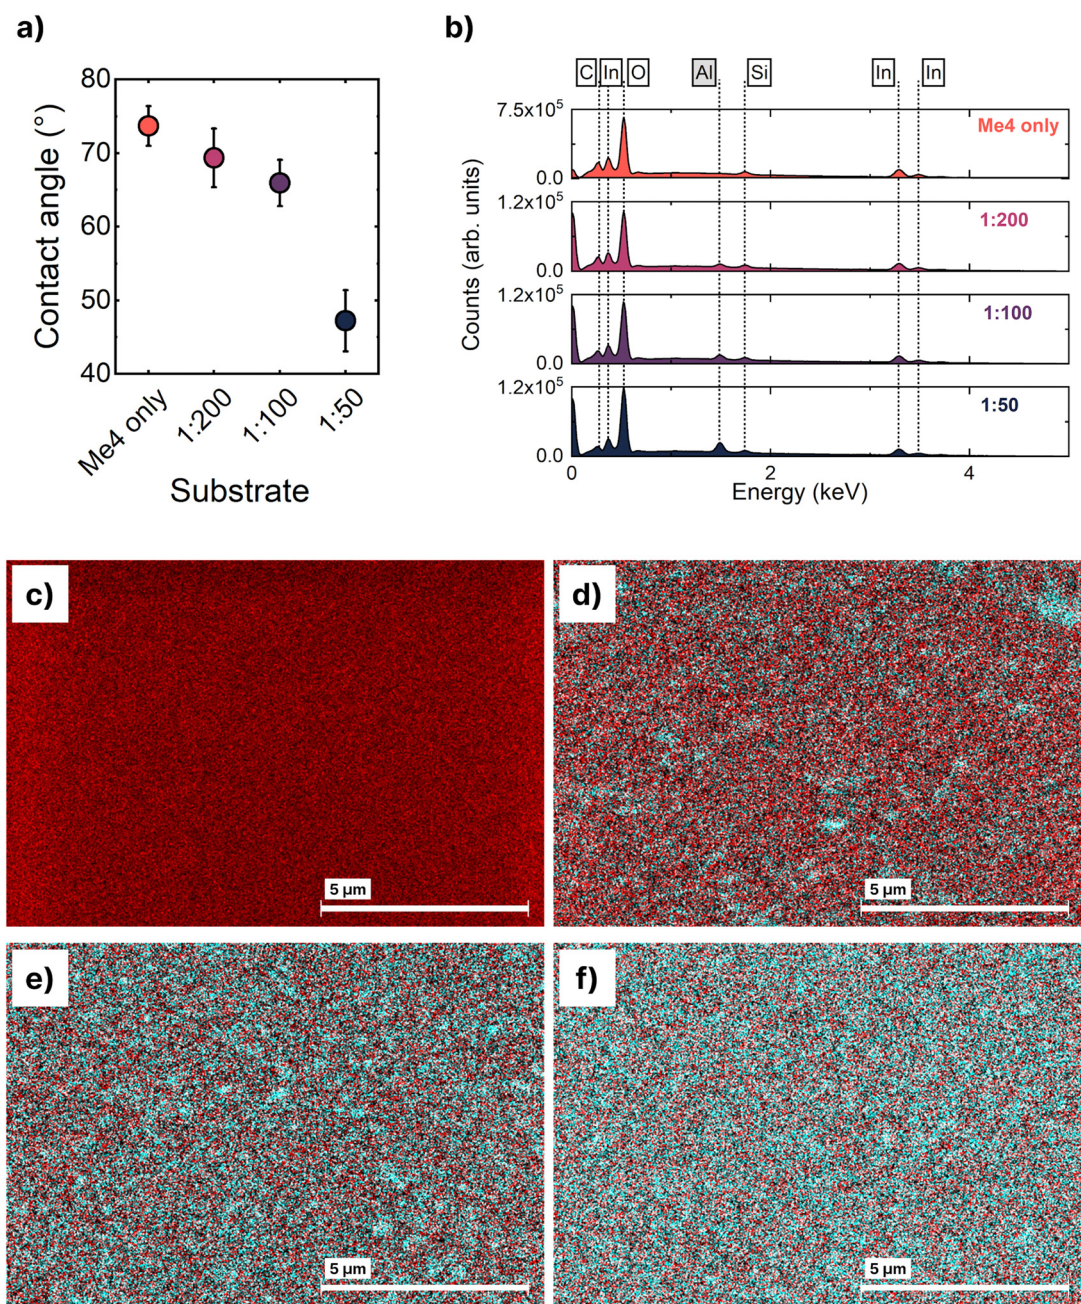 a)
80
70
60
50
40
Contact angle (°)
Me4 only
1:200
1:100
1:50
Substrate
b)
C In O Al Si In In
7.5x10⁵
Me4 only
0.0
1.2x10⁵
1:200
0.0
1.2x10⁵
1:100
0.0
1.2x10⁵
1:50
0.0
0 2 4
Counts (arb. units)
Energy (keV)
c)
5 µm
d)
5 µm
e)
5 µm
f)
5 µm